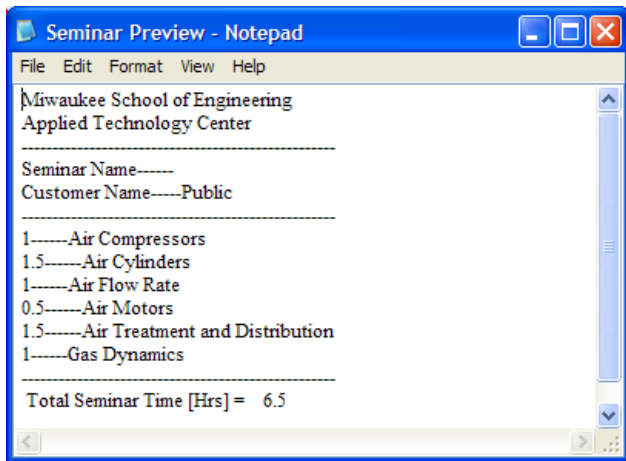 Seminar Preview - Notepad
File Edit Format View Help
Miwaukee School of Engineering
Applied Technology Center
------------------------------------------------------
Seminar Name------
Customer Name-----Public
------------------------------------------------------
1------Air Compressors
1.5------Air Cylinders
1------Air Flow Rate
0.5------Air Motors
1.5------Air Treatment and Distribution
1------Gas Dynamics
------------------------------------------------------
Total Seminar Time [Hrs] = 6.5